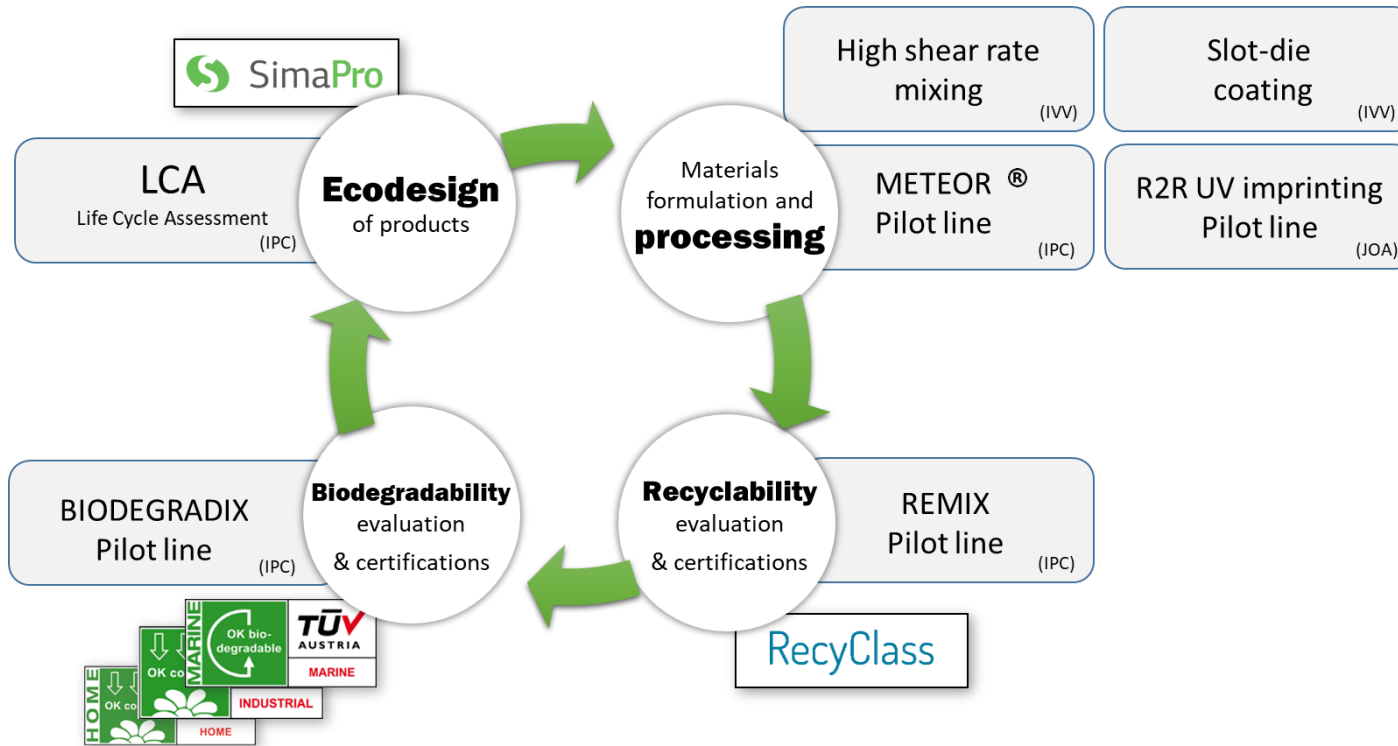 SimaPro
LCA
Life Cycle Assessment
(IPC)
Ecodesign
of products
Materials
formulation and
processing
High shear rate
mixing
(IVV)
Slot-die
coating
(IVV)
METEOR ®
Pilot line
(IPC)
R2R UV imprinting
Pilot line
(JOA)
BIODEGRADIX
Pilot line
(IPC)
Biodegradability
evaluation
& certifications
Recyclability
evaluation
& certifications
REMIX
Pilot line
(IPC)
RecyClass
MARINE
OK bio-
degradable
TÜV
AUSTRIA
MARINE
OK co
INDUSTRIAL
HOME
OK co
HOME